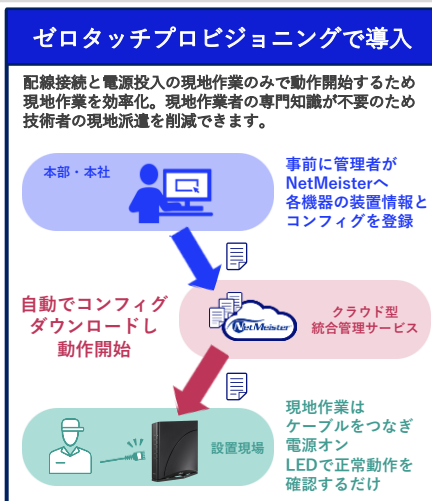 ゼロタッチプロビジョニングで導入
配線接続と電源投入の現地作業のみで動作開始するため
現地作業を効率化。現地作業者の専門知識が不要のため
技術者の現地派遣を削減できます。
本部・本社
事前に管理者が
NetMeisterへ
各機器の装置情報と
コンフィグを登録
自動でコンフィグ
ダウンロードし
動作開始
NetMeister
クラウド型
統合管理サービス
設置現場
現地作業は
ケーブルをつなぎ
電源オン
LEDで正常動作を
確認するだけ